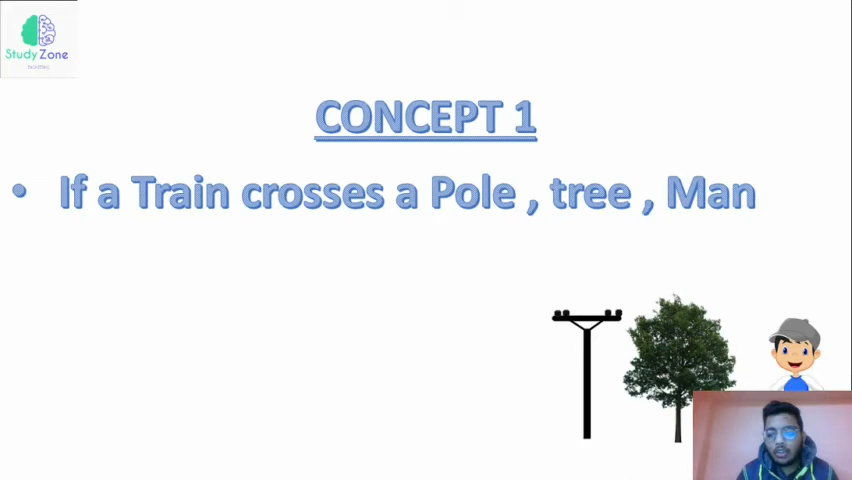 Study Zone
CONCEPT 1
• If a Train crosses a Pole , tree , Man